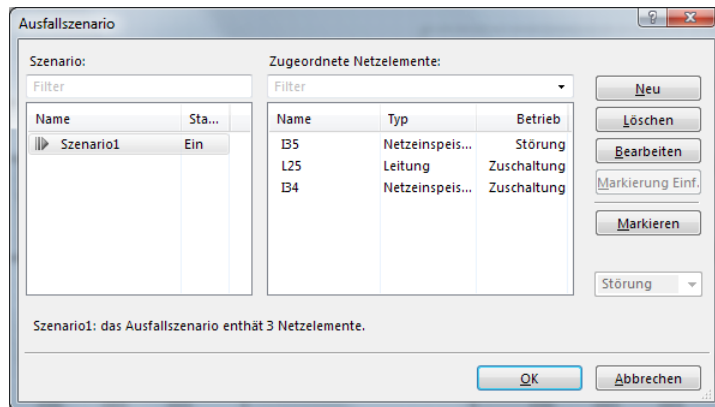 Ausfallszenario
Szenario:
Zugeordnete Netzelemente:
Filter
Filter
Neu
Name Sta... Name Typ Betrieb
Löschen
Szenario1 Ein I35 Netzeinspeis... Störung
Bearbeiten
L25 Leitung Zuschaltung
I34 Netzeinspeis... Zuschaltung
Markierung Einf.
Markieren
Störung
Szenario1: das Ausfallszenario enthät 3 Netzelemente.
OK Abbrechen